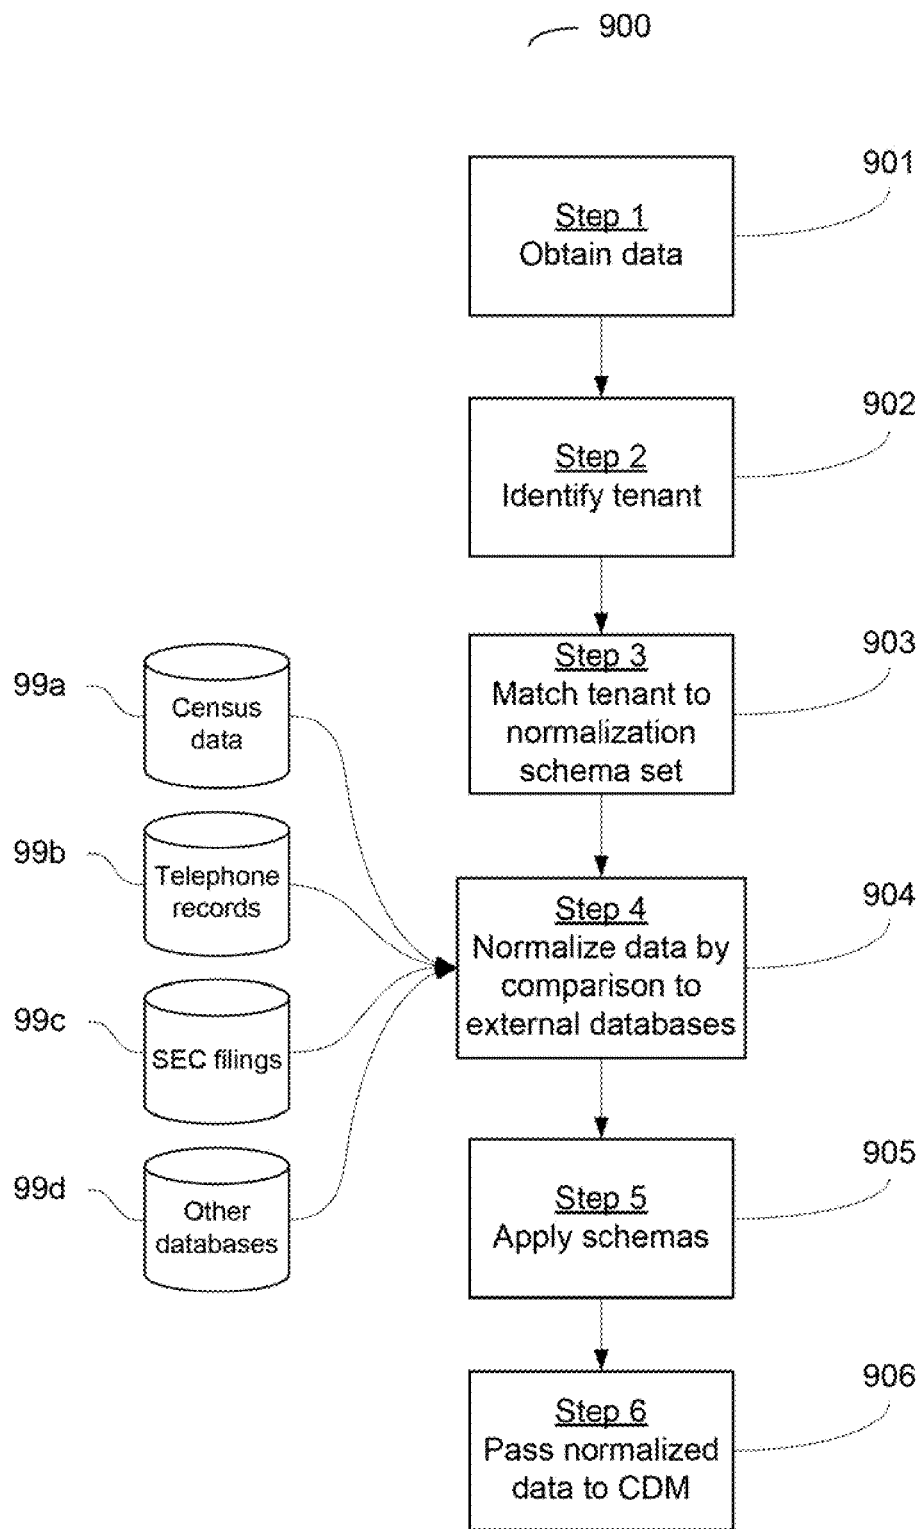 900
901
Step 1
Obtain data
902
Step 2
Identify tenant
903
Step 3
Match tenant to
normalization
schema set
99a
Census
data
99b
Telephone
records
904
Step 4
Normalize data by
comparison to
external databases
99c
SEC filings
99d
Other
databases
905
Step 5
Apply schemas
906
Step 6
Pass normalized
data to CDM